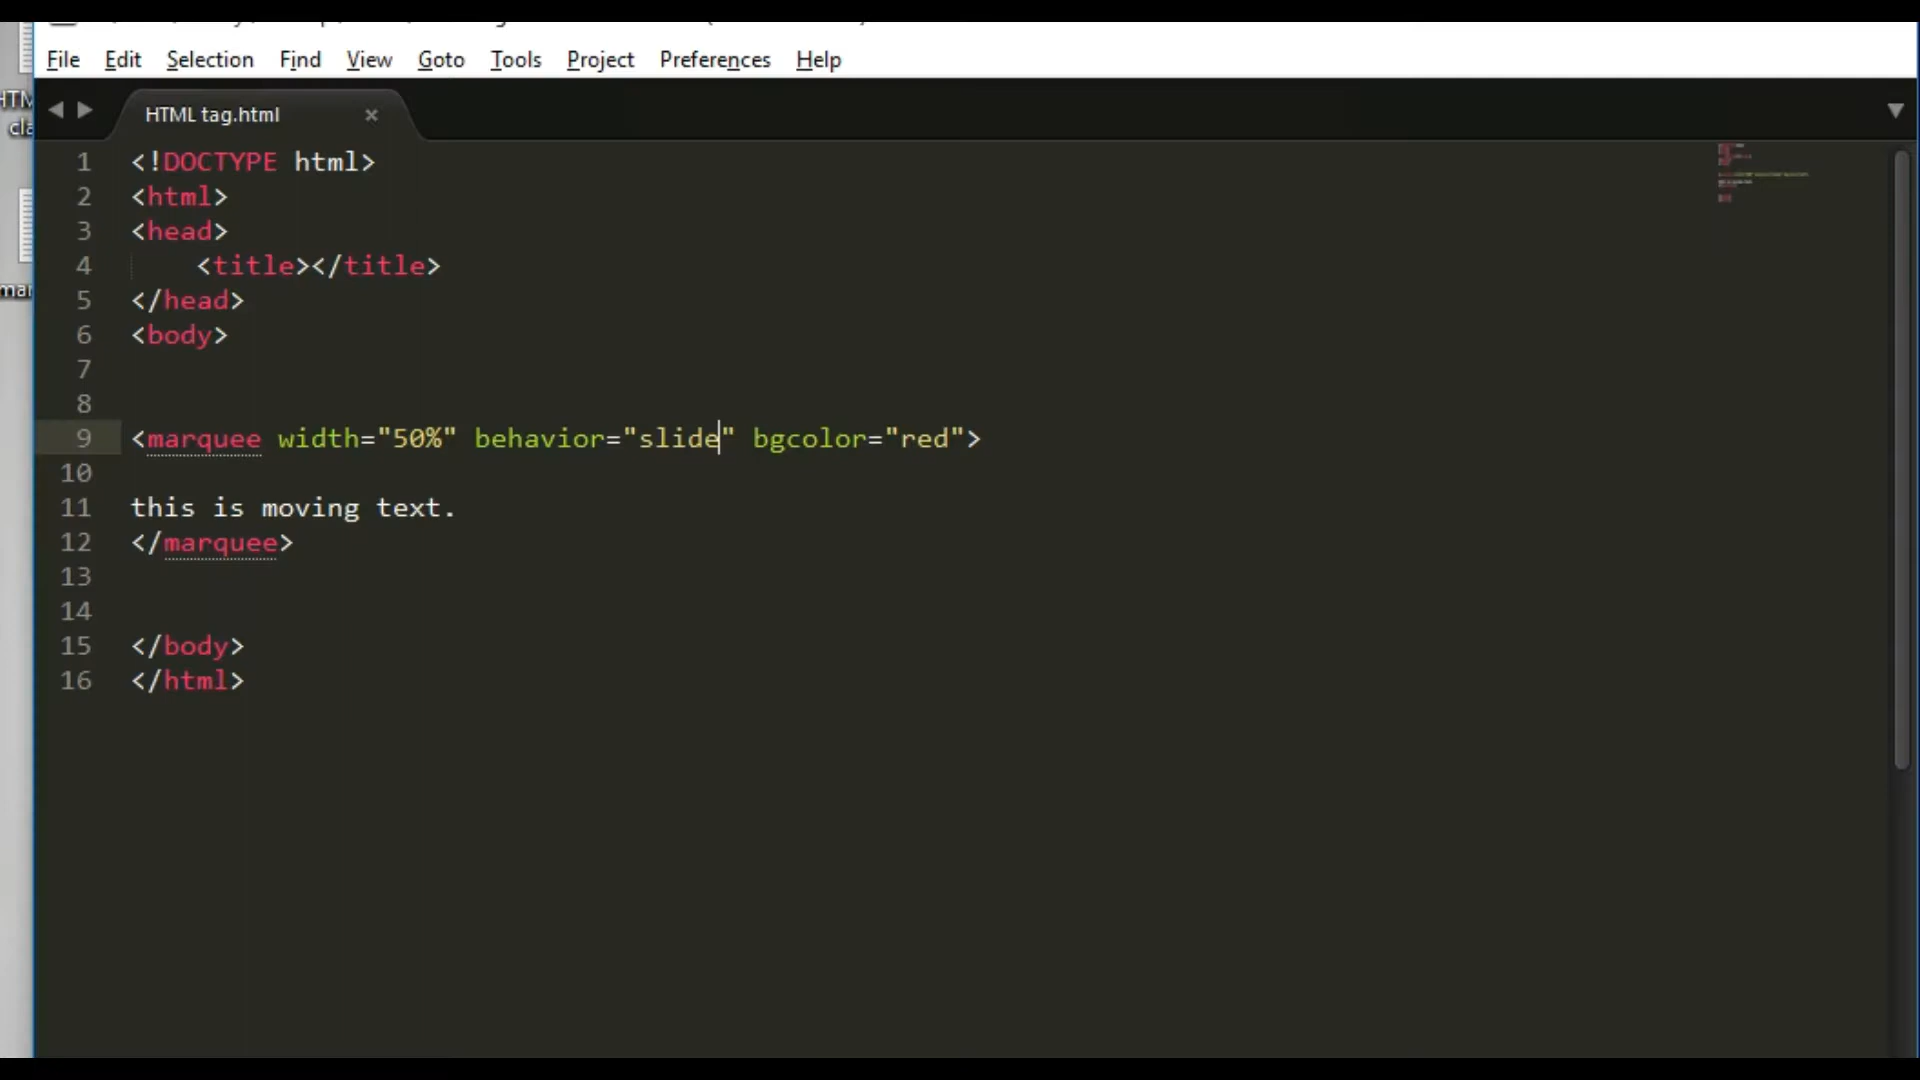 File Edit Selection Find View Goto Tools Project Preferences Help
HTML tag.html
1 <!DOCTYPE html>
2 <html>
3 <head>
4 <title></title>
5 </head>
6 <body>
7
8
9 <marquee width="50%" behavior="slide" bgcolor="red">
10
11 this is moving text.
12 </marquee>
13
14
15 </body>
16 </html>